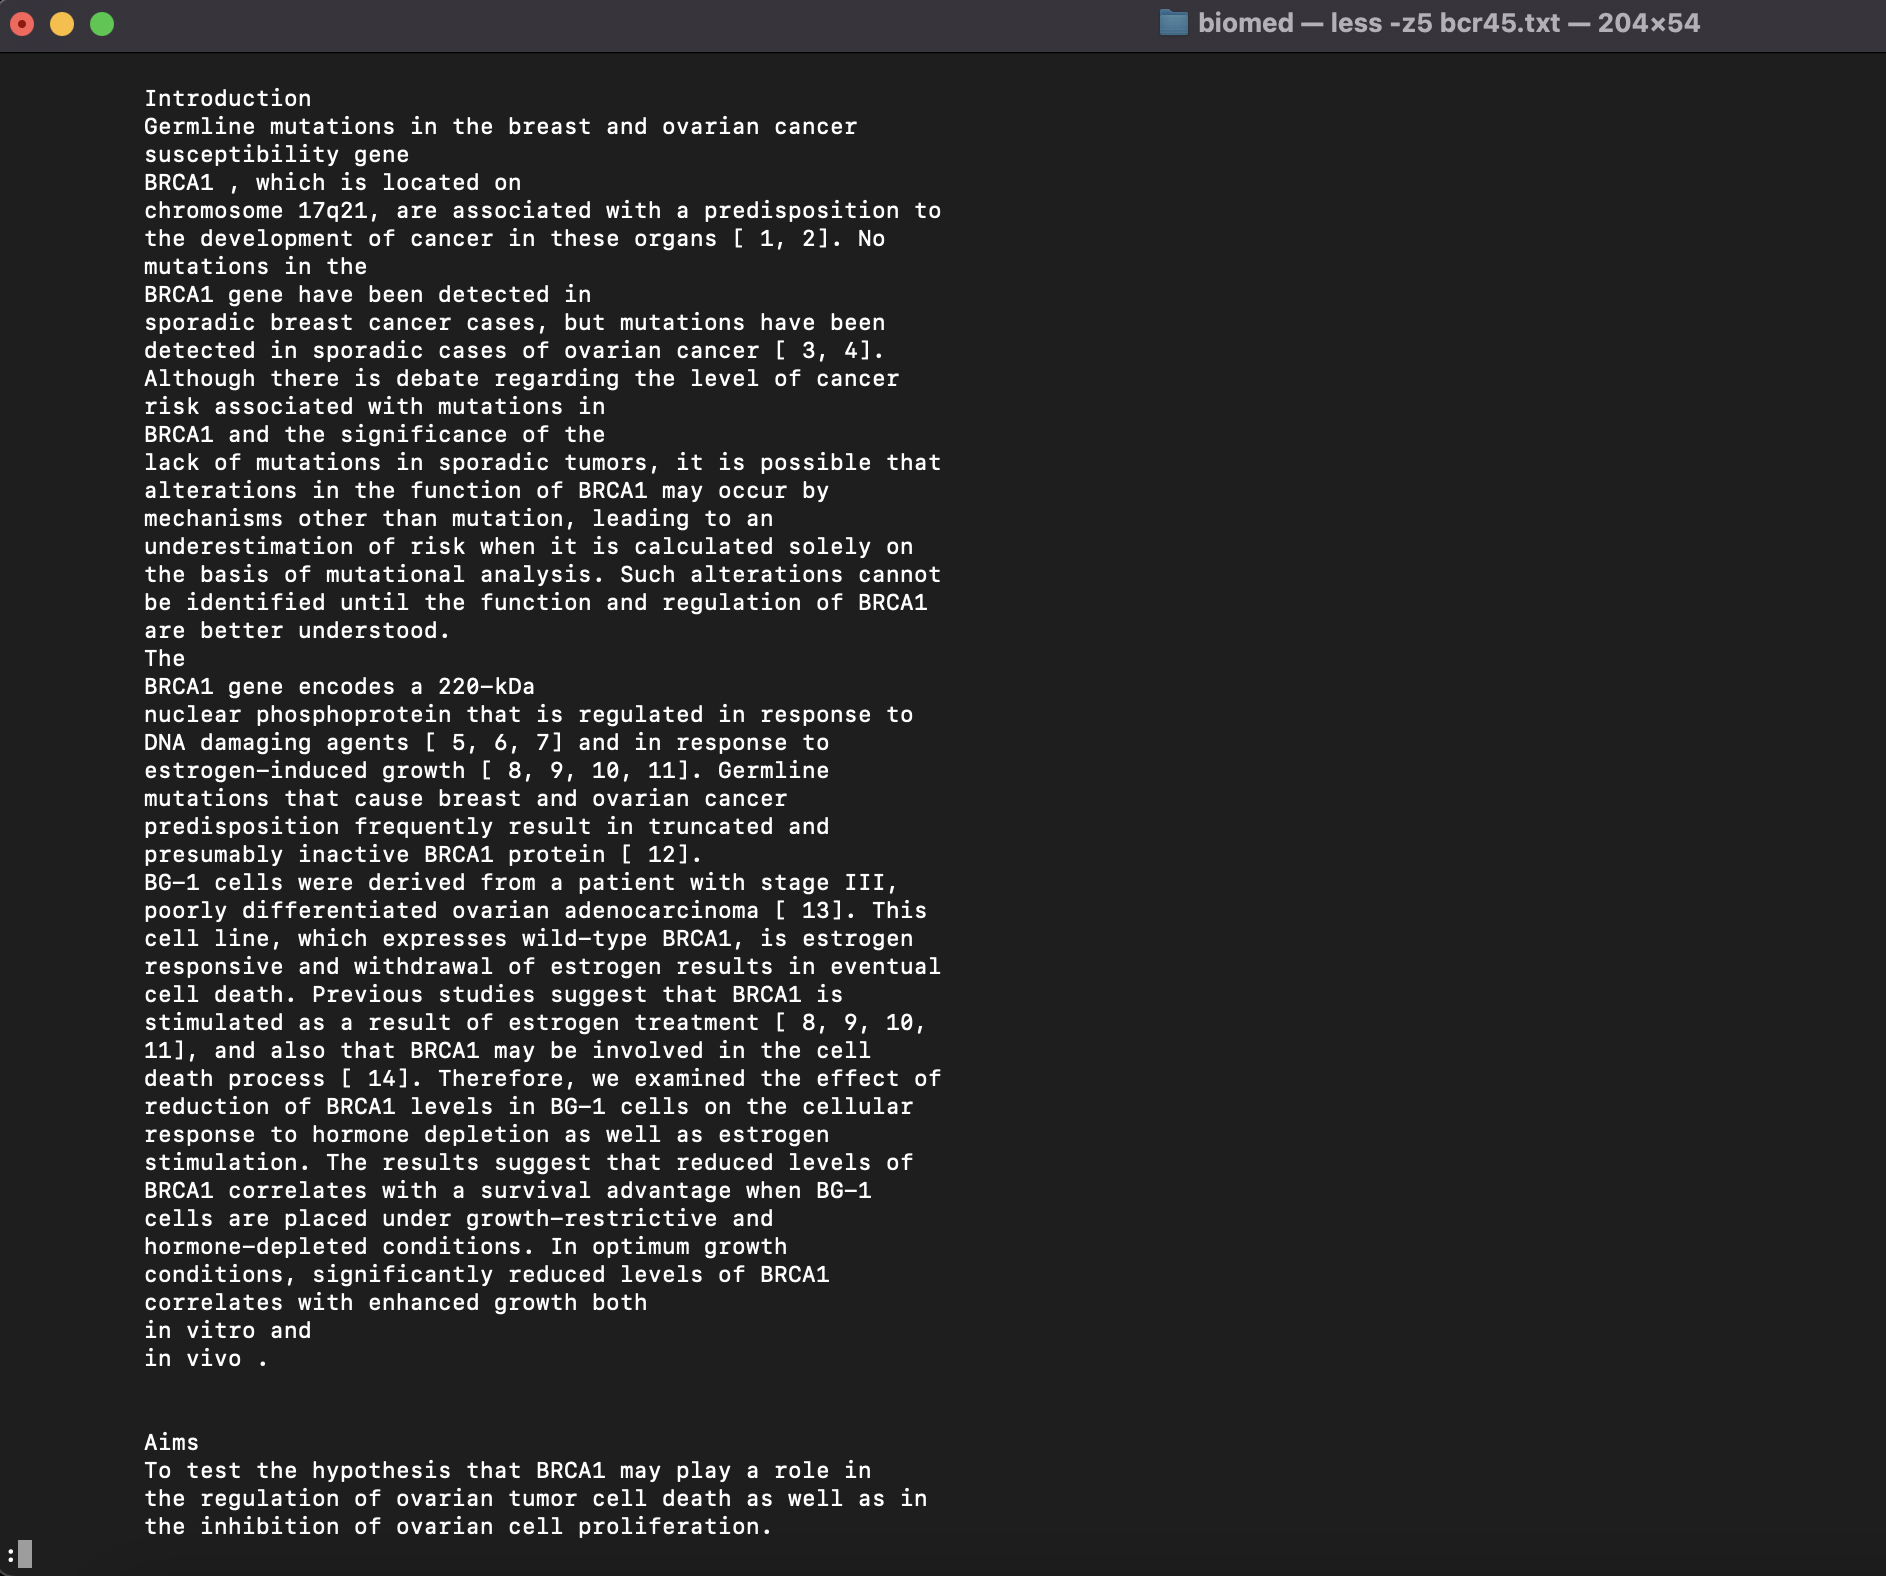 biomed — less -z5 bcr45.txt — 204×54
Introduction
Germline mutations in the breast and ovarian cancer
susceptibility gene
BRCA1 , which is located on
chromosome 17q21, are associated with a predisposition to
the development of cancer in these organs [ 1, 2]. No
mutations in the
BRCA1 gene have been detected in
sporadic breast cancer cases, but mutations have been
detected in sporadic cases of ovarian cancer [ 3, 4].
Although there is debate regarding the level of cancer
risk associated with mutations in
BRCA1 and the significance of the
lack of mutations in sporadic tumors, it is possible that
alterations in the function of BRCA1 may occur by
mechanisms other than mutation, leading to an
underestimation of risk when it is calculated solely on
the basis of mutational analysis. Such alterations cannot
be identified until the function and regulation of BRCA1
are better understood.
The
BRCA1 gene encodes a 220-kDa
nuclear phosphoprotein that is regulated in response to
DNA damaging agents [ 5, 6, 7] and in response to
estrogen-induced growth [ 8, 9, 10, 11]. Germline
mutations that cause breast and ovarian cancer
predisposition frequently result in truncated and
presumably inactive BRCA1 protein [ 12].
BG-1 cells were derived from a patient with stage III,
poorly differentiated ovarian adenocarcinoma [ 13]. This
cell line, which expresses wild-type BRCA1, is estrogen
responsive and withdrawal of estrogen results in eventual
cell death. Previous studies suggest that BRCA1 is
stimulated as a result of estrogen treatment [ 8, 9, 10,
11], and also that BRCA1 may be involved in the cell
death process [ 14]. Therefore, we examined the effect of
reduction of BRCA1 levels in BG-1 cells on the cellular
response to hormone depletion as well as estrogen
stimulation. The results suggest that reduced levels of
BRCA1 correlates with a survival advantage when BG-1
cells are placed under growth-restrictive and
hormone-depleted conditions. In optimum growth
conditions, significantly reduced levels of BRCA1
correlates with enhanced growth both
in vitro and
in vivo .
Aims
To test the hypothesis that BRCA1 may play a role in
the regulation of ovarian tumor cell death as well as in
the inhibition of ovarian cell proliferation.
: